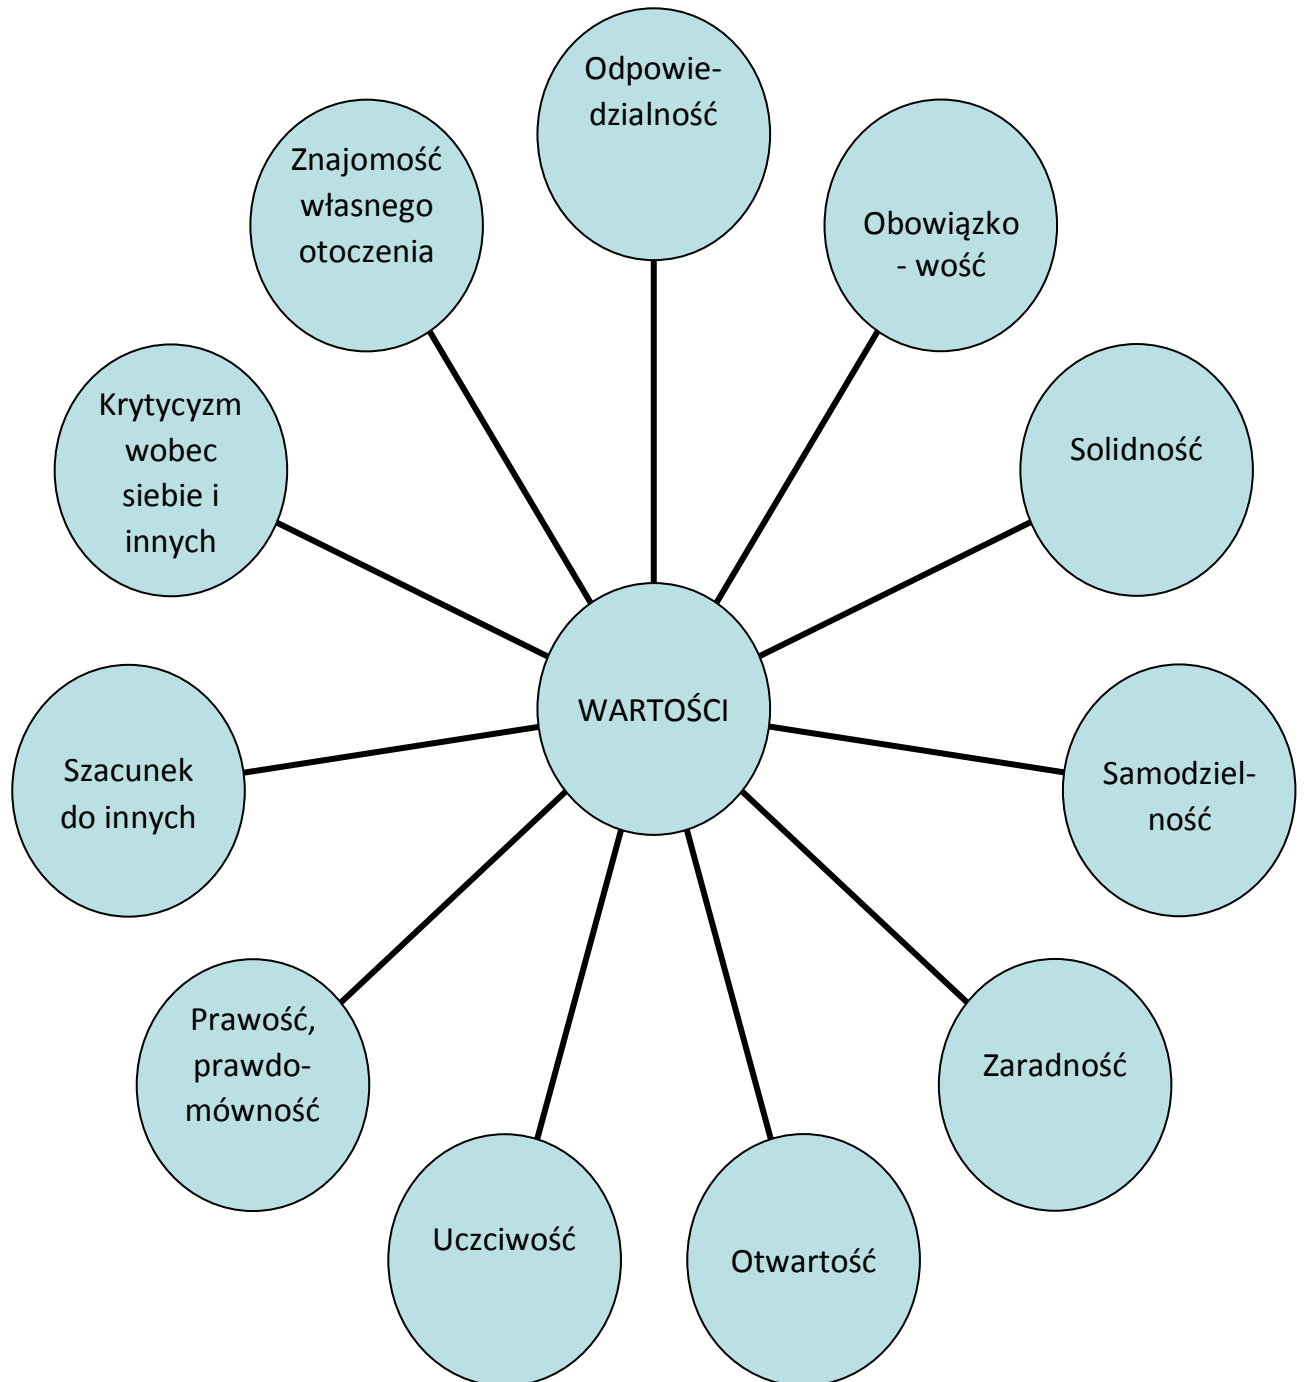 Odpowie-
dzialność
Obowiązko
- wość
Solidność
Samodziel-
ność
Zaradność
Otwartość
Uczciwość
Prawość,
prawdo-
mówność
Szacunek
do innych
Krytycyzm
wobec
siebie i
innych
Znajomość
własnego
otoczenia
WARTOŚCI